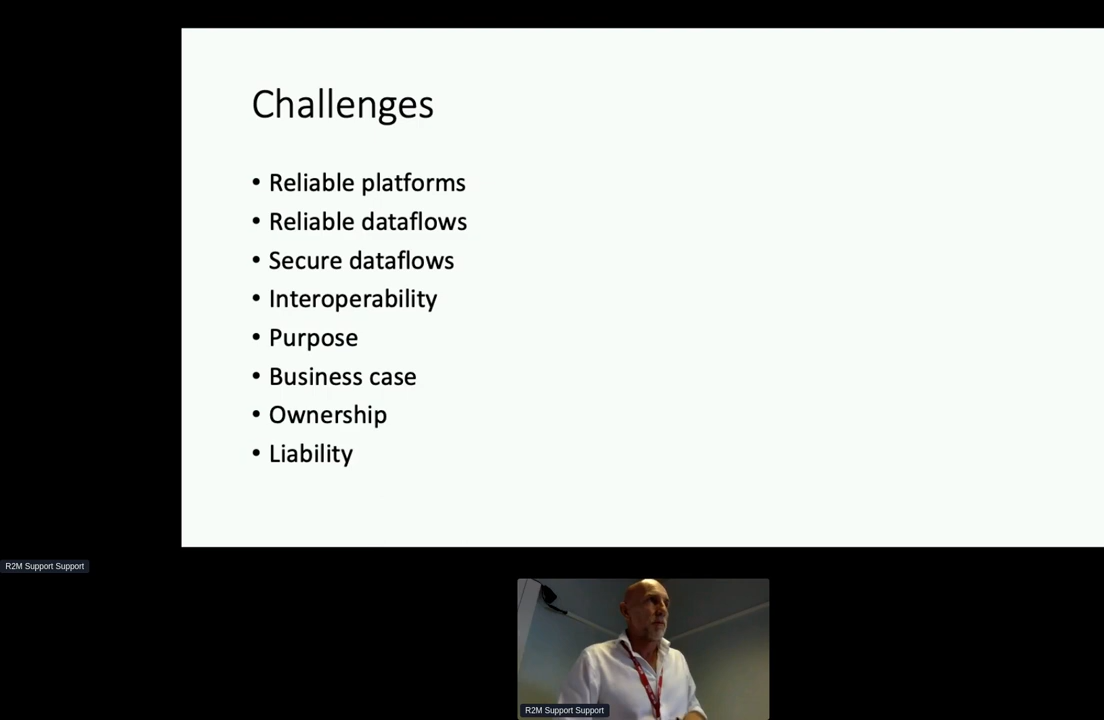 Challenges
• Reliable platforms
• Reliable dataflows
• Secure dataflows
• Interoperability
• Purpose
• Business case
• Ownership
• Liability
R2M Support Support
R2M Support Support